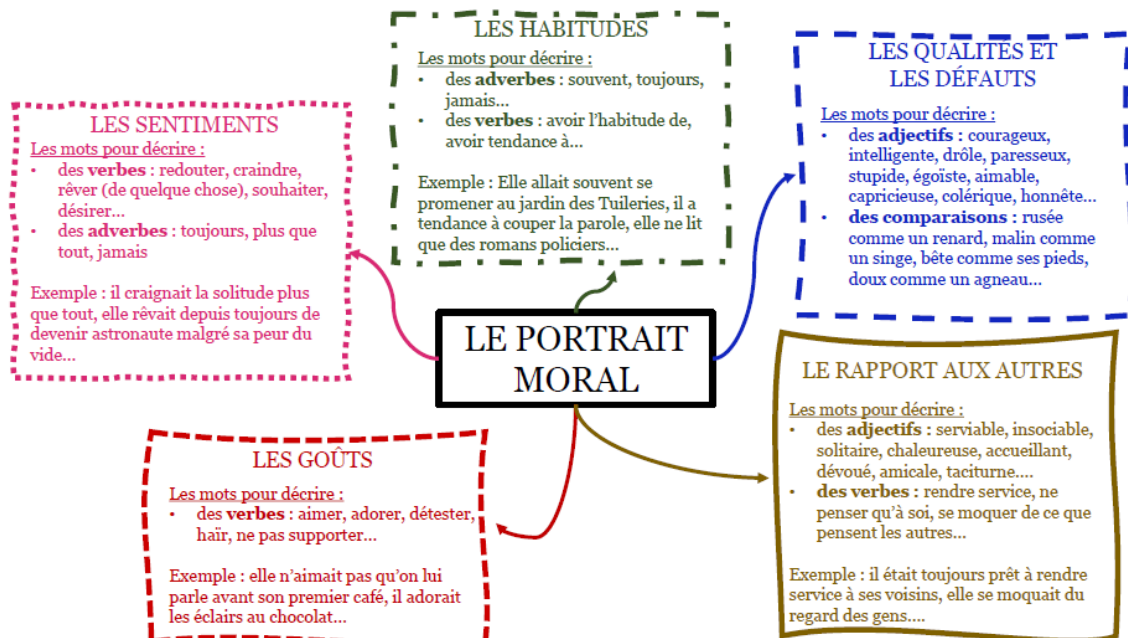 LES HABITUDES
Les mots pour décrire :
• des adverbes : souvent, toujours,
jamais...
• des verbes : avoir l'habitude de,
avoir tendance à...
Exemple : Elle allait souvent se
promener au jardin des Tuileries, il a
tendance à couper la parole, elle ne lit
que des romans policiers...
LES QUALITÉS ET
LES DÉFAUTS
Les mots pour décrire :
• des adjectifs : courageux,
intelligente, drôle, paresseux,
stupide, égoïste, aimable,
capricieuse, colérique, honnête...
• des comparaisons : rusée
comme un renard, malin comme
un singe, bête comme ses pieds,
doux comme un agneau...
LES SENTIMENTS
Les mots pour décrire :
• des verbes : redouter, craindre,
rêver (de quelque chose), souhaiter,
désirer...
• des adverbes : toujours, plus que
tout, jamais
Exemple : il craignait la solitude plus
que tout, elle rêvait depuis toujours de
devenir astronaute malgré sa peur du
vide...
LE PORTRAIT
MORAL
LE RAPPORT AUX AUTRES
Les mots pour décrire :
• des adjectifs : serviable, insociable,
solitaire, chaleureuse, accueillant,
dévoué, amicale, taciturne....
• des verbes : rendre service, ne
penser qu'à soi, se moquer de ce que
pensent les autres...
Exemple : il était toujours prêt à rendre
service à ses voisins, elle se moquait du
regard des gens....
LES GOÛTS
Les mots pour décrire :
• des verbes : aimer, adorer, détester,
haïr, ne pas supporter...
Exemple : elle n'aimait pas qu'on lui
parle avant son premier café, il adorait
les éclairs au chocolat...